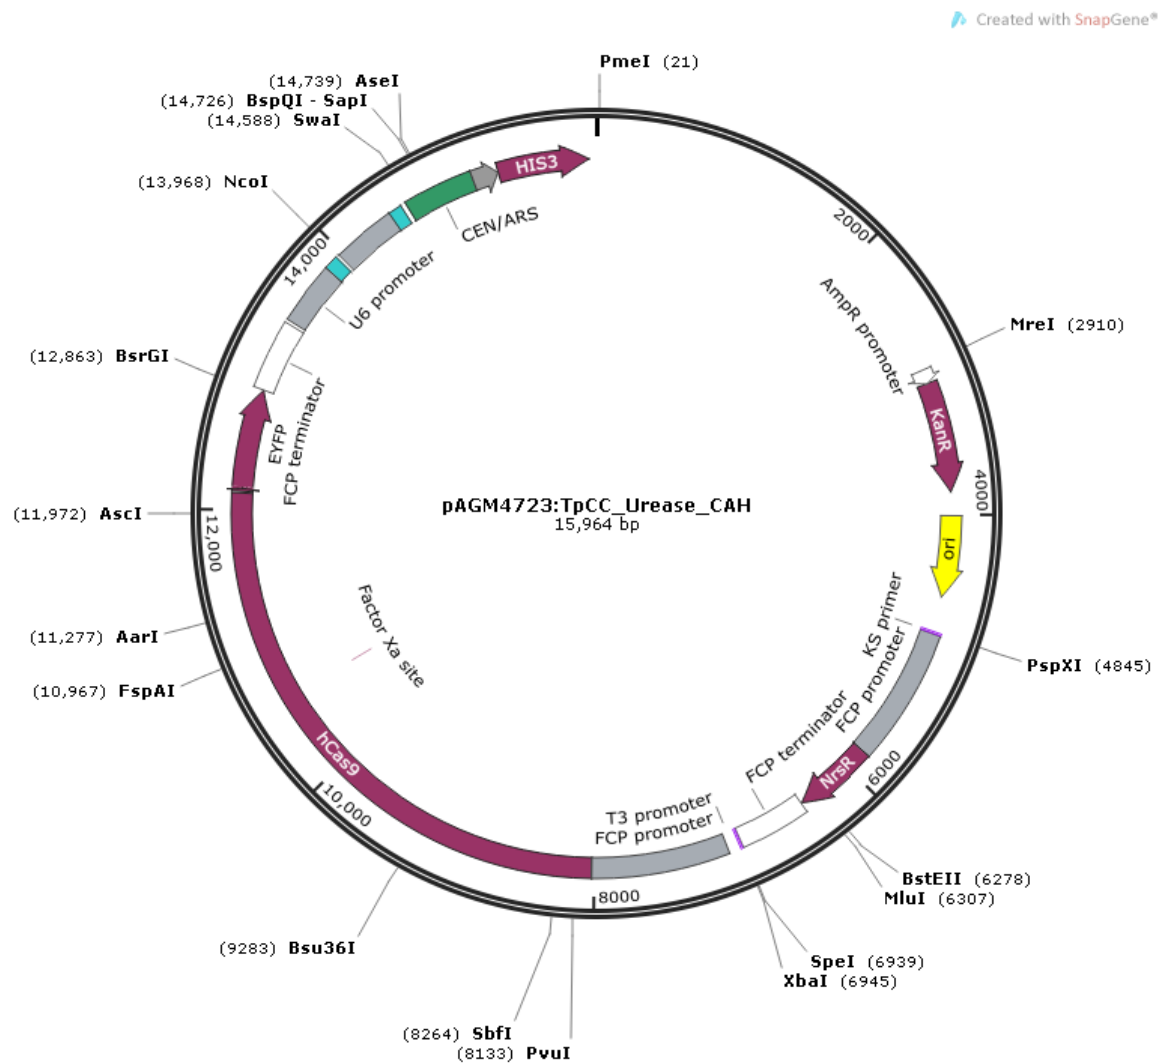 Created with SnapGene®
PmeI (21)
(14,739) AseI
(14,726) BspQI - SapI
(14,588) SwaI
HIS3
(13,968) NcoI
CEN/ARS
2000
14,000
U6 promoter
AmpR promoter
MreI (2910)
(12,863) BsrGI
FCP terminator
EYFP
KanR
4000
pAGM4723:TpCC_Urease_CAH
15,964 bp
(11,972) AscI
12,000
ori
Factor Xa site
KS primer
FCP promoter
(11,277) AarI
PspXI (4845)
(10,967) FspAI
FCP terminator
hCas9
NrsR
6000
10,000
T3 promoter
FCP promoter
8000
BstEII (6278)
MluI (6307)
(9283) Bsu36I
SpeI (6939)
XbaI (6945)
(8264) SbfI
(8133) PvuI